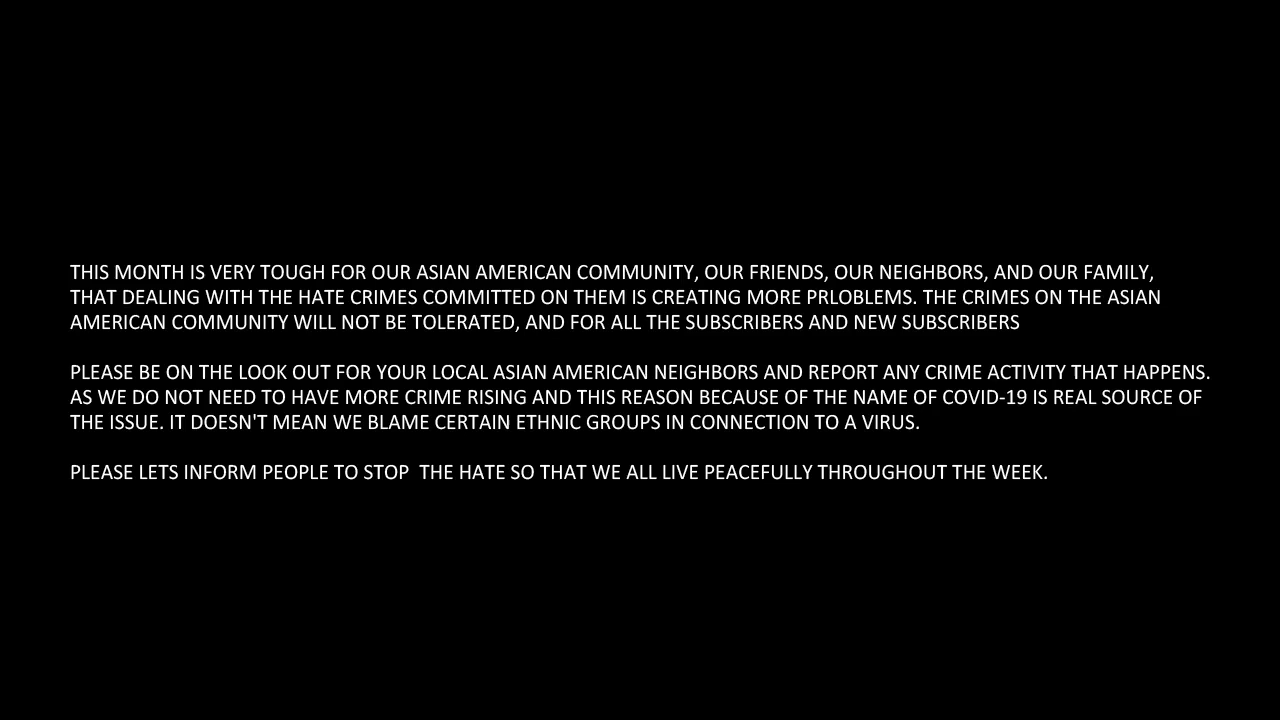 THIS MONTH IS VERY TOUGH FOR OUR ASIAN AMERICAN COMMUNITY, OUR FRIENDS, OUR NEIGHBORS, AND OUR FAMILY,
THAT DEALING WITH THE HATE CRIMES COMMITTED ON THEM IS CREATING MORE PRLOBLEMS. THE CRIMES ON THE ASIAN
AMERICAN COMMUNITY WILL NOT BE TOLERATED, AND FOR ALL THE SUBSCRIBERS AND NEW SUBSCRIBERS
PLEASE BE ON THE LOOK OUT FOR YOUR LOCAL ASIAN AMERICAN NEIGHBORS AND REPORT ANY CRIME ACTIVITY THAT HAPPENS.
AS WE DO NOT NEED TO HAVE MORE CRIME RISING AND THIS REASON BECAUSE OF THE NAME OF COVID-19 IS REAL SOURCE OF
THE ISSUE. IT DOESN'T MEAN WE BLAME CERTAIN ETHNIC GROUPS IN CONNECTION TO A VIRUS.
PLEASE LETS INFORM PEOPLE TO STOP  THE HATE SO THAT WE ALL LIVE PEACEFULLY THROUGHOUT THE WEEK.